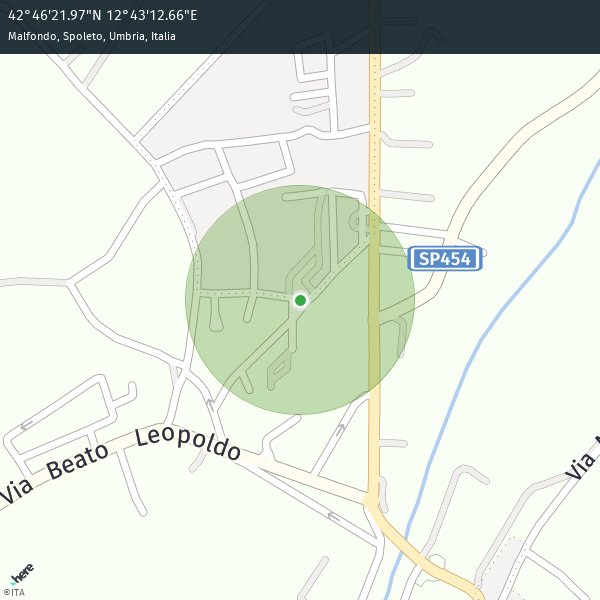 42°46'21.97"N 12°43'12.66"E
Malfondo, Spoleto, Umbria, Italia
SP454
Via Beato Leopoldo
Via
here
©ITA